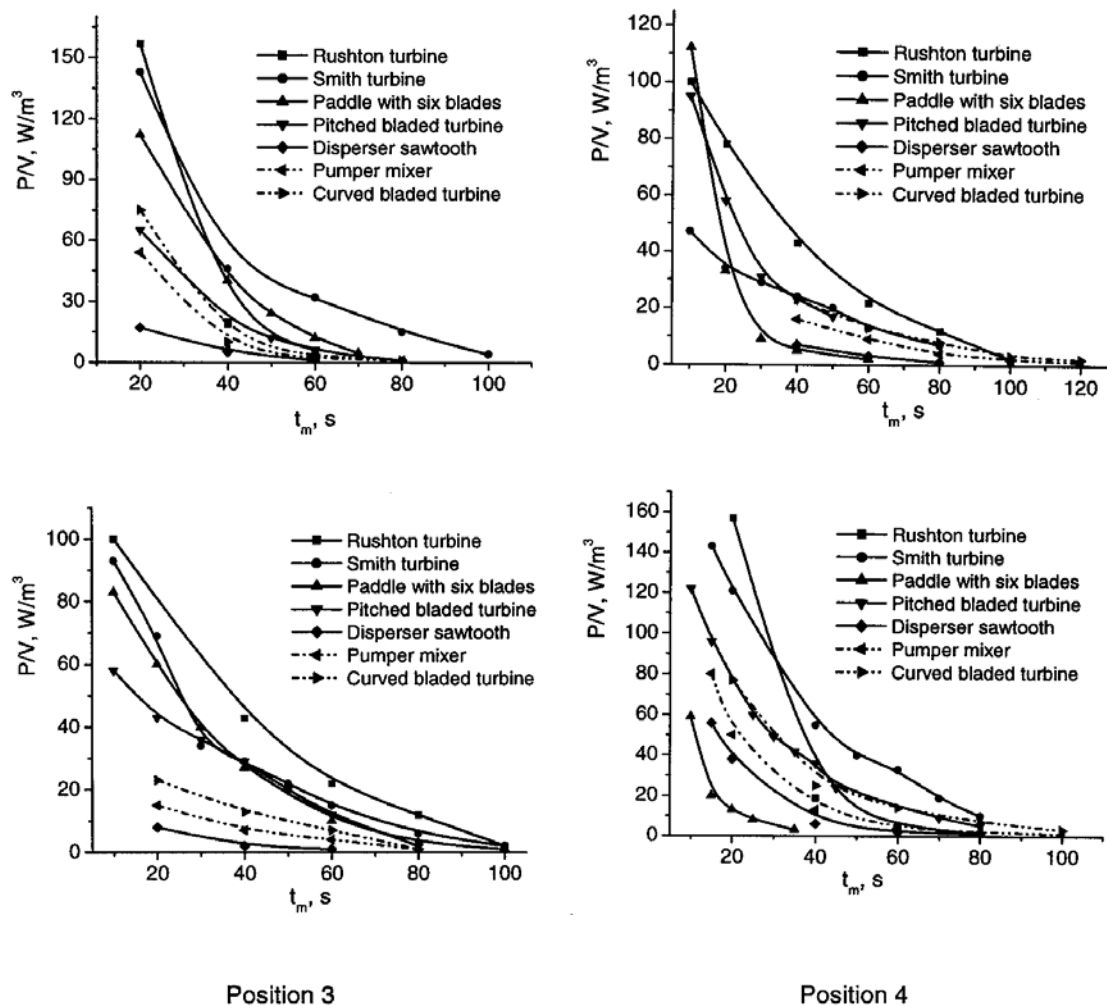 150
120
90
60
30
0
P/V, W/m³
Rushton turbine
Smith turbine
Paddle with six blades
Pitched bladed turbine
Disperser sawtooth
Pumper mixer
Curved bladed turbine
20 40 60 80 100
tₘ, s
120
100
80
60
40
20
0
P/V, W/m³
Rushton turbine
Smith turbine
Paddle with six blades
Pitched bladed turbine
Disperser sawtooth
Pumper mixer
Curved bladed turbine
20 40 60 80 100 120
tₘ, s
100
80
60
40
20
0
P/V, W/m³
Rushton turbine
Smith turbine
Paddle with six blades
Pitched bladed turbine
Disperser sawtooth
Pumper mixer
Curved bladed turbine
20 40 60 80 100
tₘ, s
160
140
120
100
80
60
40
20
0
P/V, W/m³
Rushton turbine
Smith turbine
Paddle with six blades
Pitched bladed turbine
Disperser sawtooth
Pumper mixer
Curved bladed turbine
20 40 60 80 100
tₘ, s
Position 3
Position 4